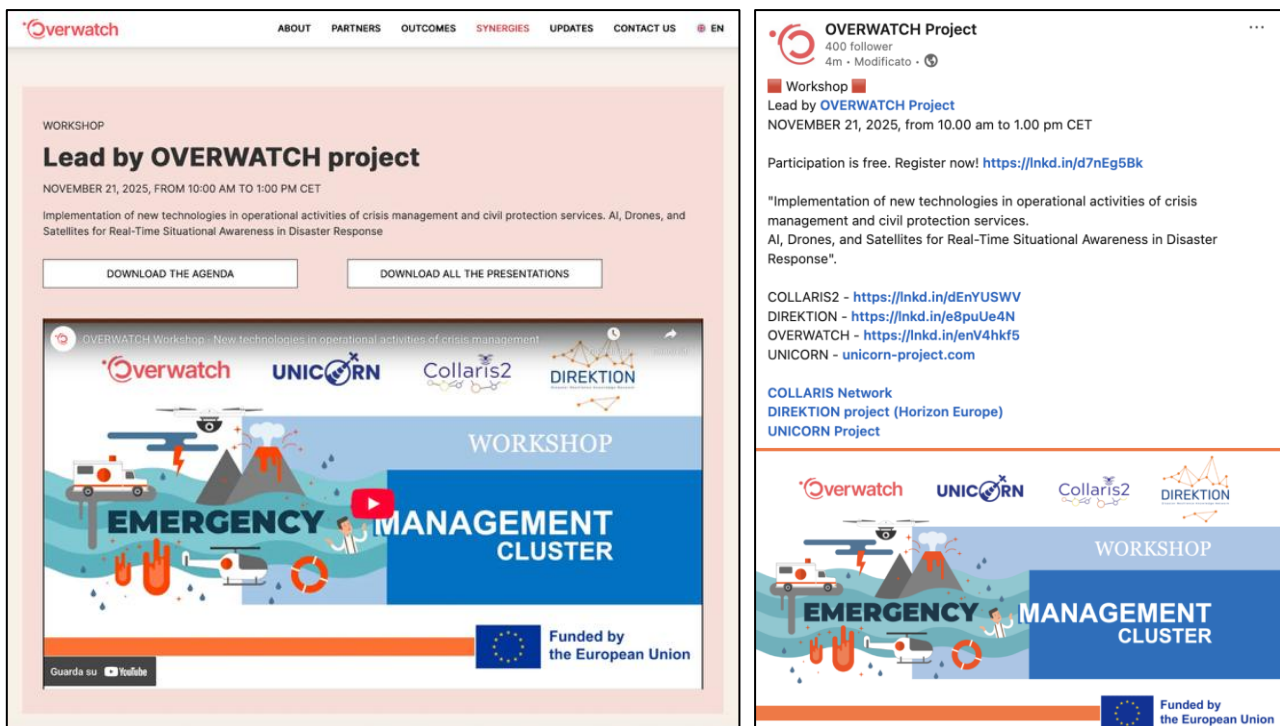 Overwatch
ABOUT PARTNERS OUTCOMES SYNERGIES UPDATES CONTACT US EN
WORKSHOP
Lead by OVERWATCH project
NOVEMBER 21, 2025, FROM 10:00 AM TO 1:00 PM CET
Implementation of new technologies in operational activities of crisis management and civil protection services. AI, Drones, and
Satellites for Real-Time Situational Awareness in Disaster Response
DOWNLOAD THE AGENDA
DOWNLOAD ALL THE PRESENTATIONS
OVERWATCH Workshop - New technologies in operational activities of crisis management
Overwatch
UNICORN
Collaris2
DIREKTION
WORKSHOP
EMERGENCY MANAGEMENT
CLUSTER
Funded by
the European Union
Guarda su YouTube
OVERWATCH Project
400 follower
4m • Modificato •
Workshop
Lead by OVERWATCH Project
NOVEMBER 21, 2025, from 10.00 am to 1.00 pm CET
Participation is free. Register now! https://lnkd.in/d7nEg5Bk
"Implementation of new technologies in operational activities of crisis
management and civil protection services.
AI, Drones, and Satellites for Real-Time Situational Awareness in Disaster
Response".
COLLARIS2 - https://lnkd.in/dEnYUSWV
DIREKTION - https://lnkd.in/e8puUe4N
OVERWATCH - https://lnkd.in/enV4hkf5
UNICORN - unicorn-project.com
COLLARIS Network
DIREKTION project (Horizon Europe)
UNICORN Project
Overwatch
UNICORN
Collaris2
DIREKTION
WORKSHOP
EMERGENCY MANAGEMENT
CLUSTER
Funded by
the European Union